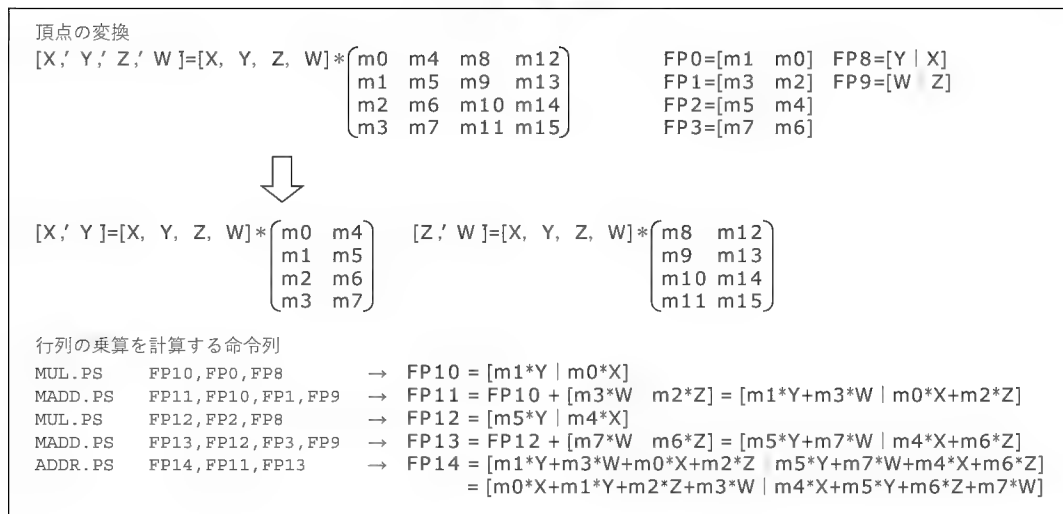 頂点の変換
[X,′ Y,′ Z,′ W ]′=[X, Y, Z, W]*(m0 m4 m8 m12) FP0=[m1 m0] FP8=[Y | X]
m1 m5 m9 m13 FP1=[m3 m2] FP9=[W Z]
m2 m6 m10 m14 FP2=[m5 m4]
m3 m7 m11 m15 FP3=[m7 m6]
[X,′ Y ]′=[X, Y, Z, W]*(m0 m4) [Z,′ W ]′=[X, Y, Z, W]*(m8 m12)
m1 m5 m9 m13
m2 m6 m10 m14
m3 m7 m11 m15
行列の乗算を計算する命令列
MUL.PS FP10,FP0,FP8 → FP10 = [m1*Y | m0*X]
MADD.PS FP11,FP10,FP1,FP9 → FP11 = FP10 + [m3*W m2*Z] = [m1*Y+m3*W | m0*X+m2*Z]
MUL.PS FP12,FP2,FP8 → FP12 = [m5*Y | m4*X]
MADD.PS FP13,FP12,FP3,FP9 → FP13 = FP12 + [m7*W m6*Z] = [m5*Y+m7*W | m4*X+m6*Z]
ADDR.PS FP14,FP11,FP13 → FP14 = [m1*Y+m3*W+m0*X+m2*Z | m5*Y+m7*W+m4*X+m6*Z]
= [m0*X+m1*Y+m2*Z+m3*W | m4*X+m5*Y+m6*Z+m7*W]